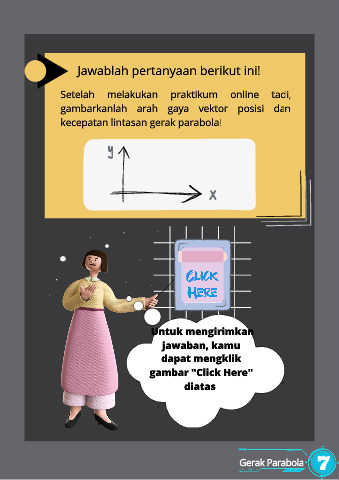 Jawablah pertanyaan berikut ini!
Setelah melakukan praktikum online tadi,
gambarkanlah arah gaya vektor posisi dan
kecepatan lintasan gerak parabola!
y
x
CLICK
HERE
Untuk mengirimkan
jawaban, kamu
dapat mengklik
gambar "Click Here"
diatas
Gerak Parabola
7